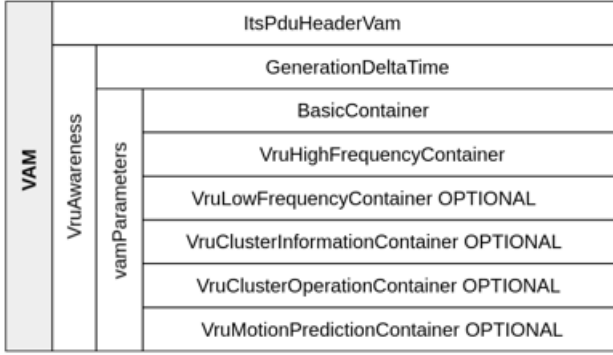 VAM
ItsPduHeaderVam
VruAwareness
GenerationDeltaTime
vamParameters
BasicContainer
VruHighFrequencyContainer
VruLowFrequencyContainer OPTIONAL
VruClusterInformationContainer OPTIONAL
VruClusterOperationContainer OPTIONAL
VruMotionPredictionContainer OPTIONAL